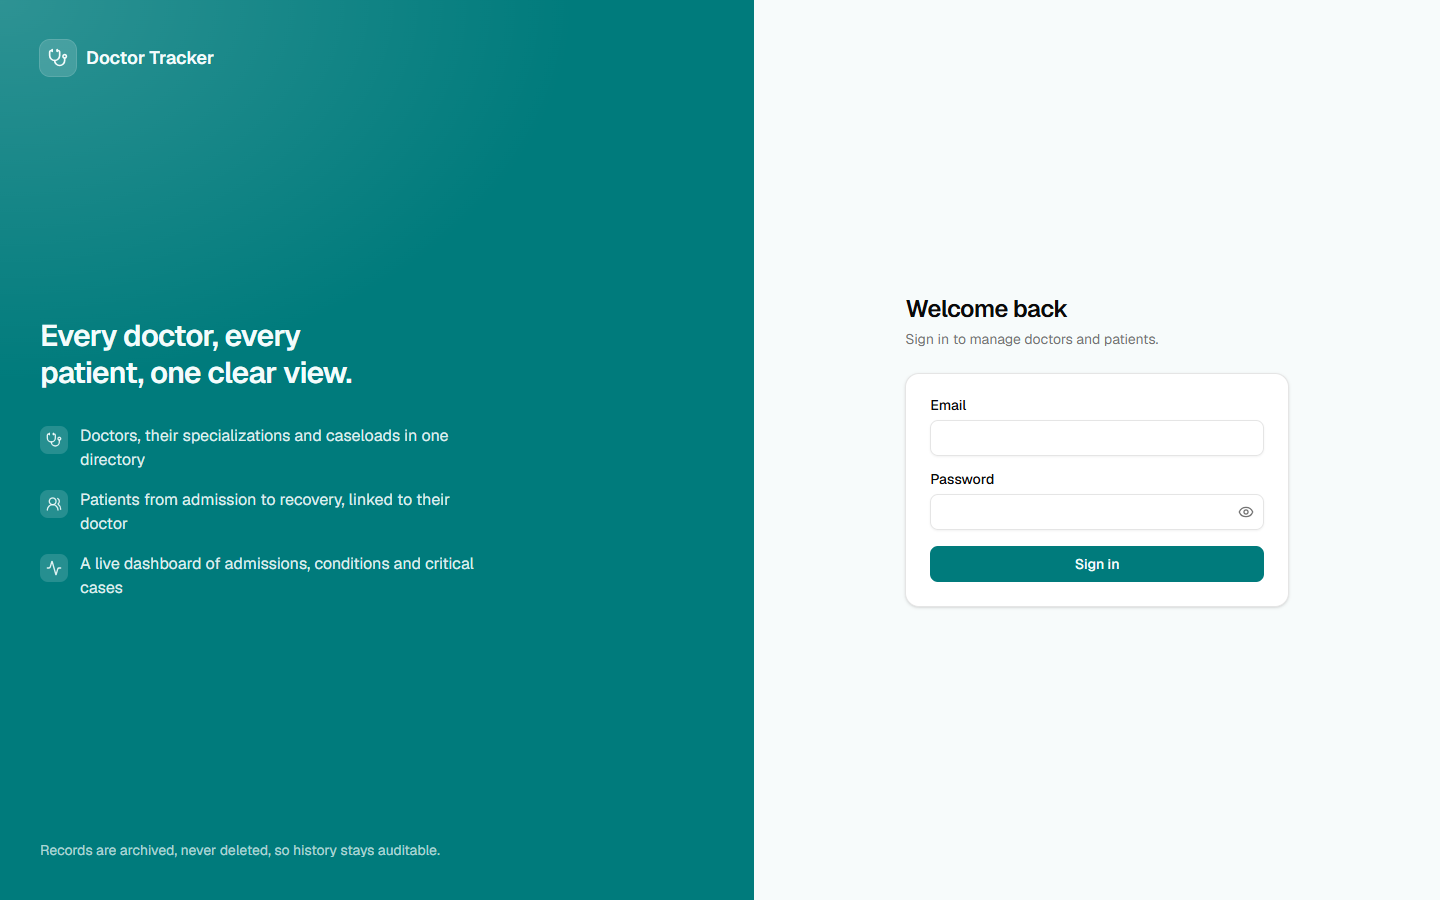 Doctor Tracker
Every doctor, every
patient, one clear view.
Doctors, their specializations and caseloads in one
directory
Patients from admission to recovery, linked to their
doctor
A live dashboard of admissions, conditions and critical
cases
Records are archived, never deleted, so history stays auditable.
Welcome back
Sign in to manage doctors and patients.
Email
Password
Sign in